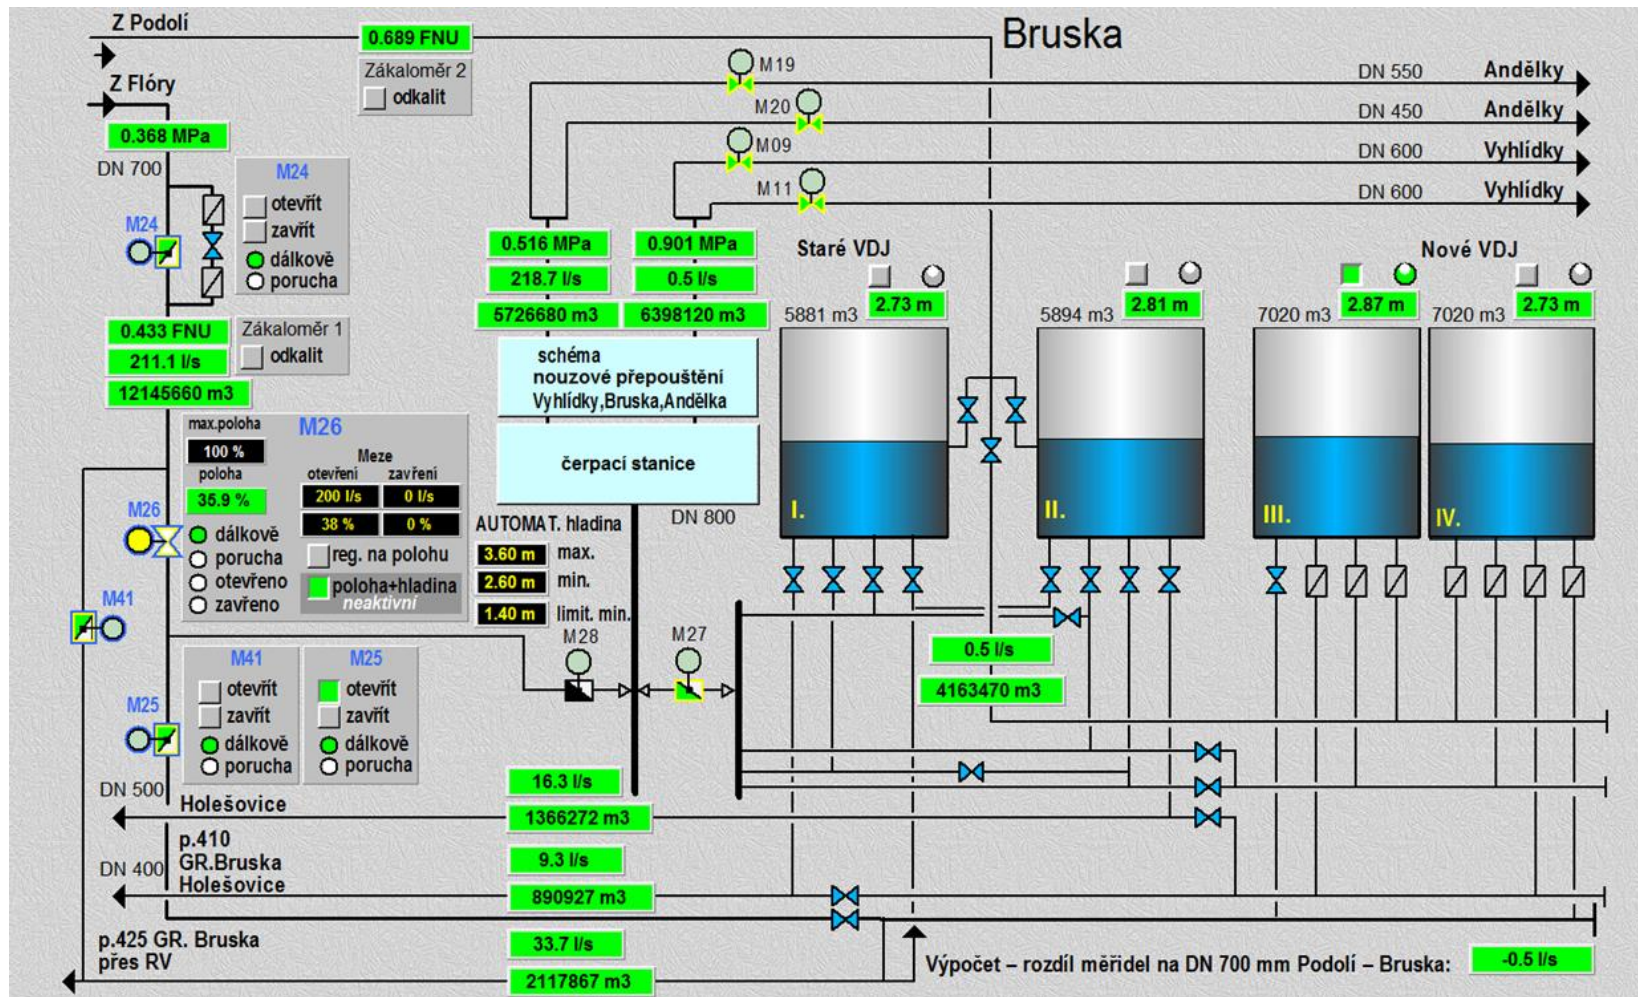 Z Podolí
0.689 FNU
Bruska
Zákaloměr 2
odkalit
Z Flóry
0.368 MPa
DN 700
M19
DN 550 Andělky
M20
DN 450 Andělky
M09
DN 600 Vyhlídky
M11
DN 600 Vyhlídky
M24
otevřít
zavřít
dálkově
porucha
M24
0.433 FNU
211.1 l/s
12145660 m3
Zákaloměr 1
odkalit
0.516 MPa
218.7 l/s
5726680 m3
0.901 MPa
0.5 l/s
6398120 m3
schéma
nouzové přepouštění
Vyhlídky,Bruska,Andělka
čerpací stanice
DN 800
Staré VDJ
Nové VDJ
5881 m3
2.73 m
I.
5894 m3
2.81 m
II.
7020 m3
2.87 m
III.
7020 m3
2.73 m
IV.
max.poloha
M26
100 %
poloha
35.9 %
Meze
otevření zavření
200 l/s 0 l/s
38 % 0 %
dálkově
porucha
otevřeno
zavřeno
reg. na polohu
poloha+hladina
neaktivní
M26
M41
AUTOMAT. hladina
3.60 m max.
2.60 m min.
1.40 m limit. min.
M28
M27
M41
otevřít
zavřít
dálkově
porucha
M25
otevřít
zavřít
dálkově
porucha
M25
0.5 l/s
4163470 m3
DN 500
Holešovice
16.3 l/s
1366272 m3
p.410
GR.Bruska
DN 400
Holešovice
9.3 l/s
890927 m3
p.425 GR. Bruska
přes RV
33.7 l/s
2117867 m3
Výpočet – rozdíl měřidel na DN 700 mm Podolí – Bruska: -0.5 l/s